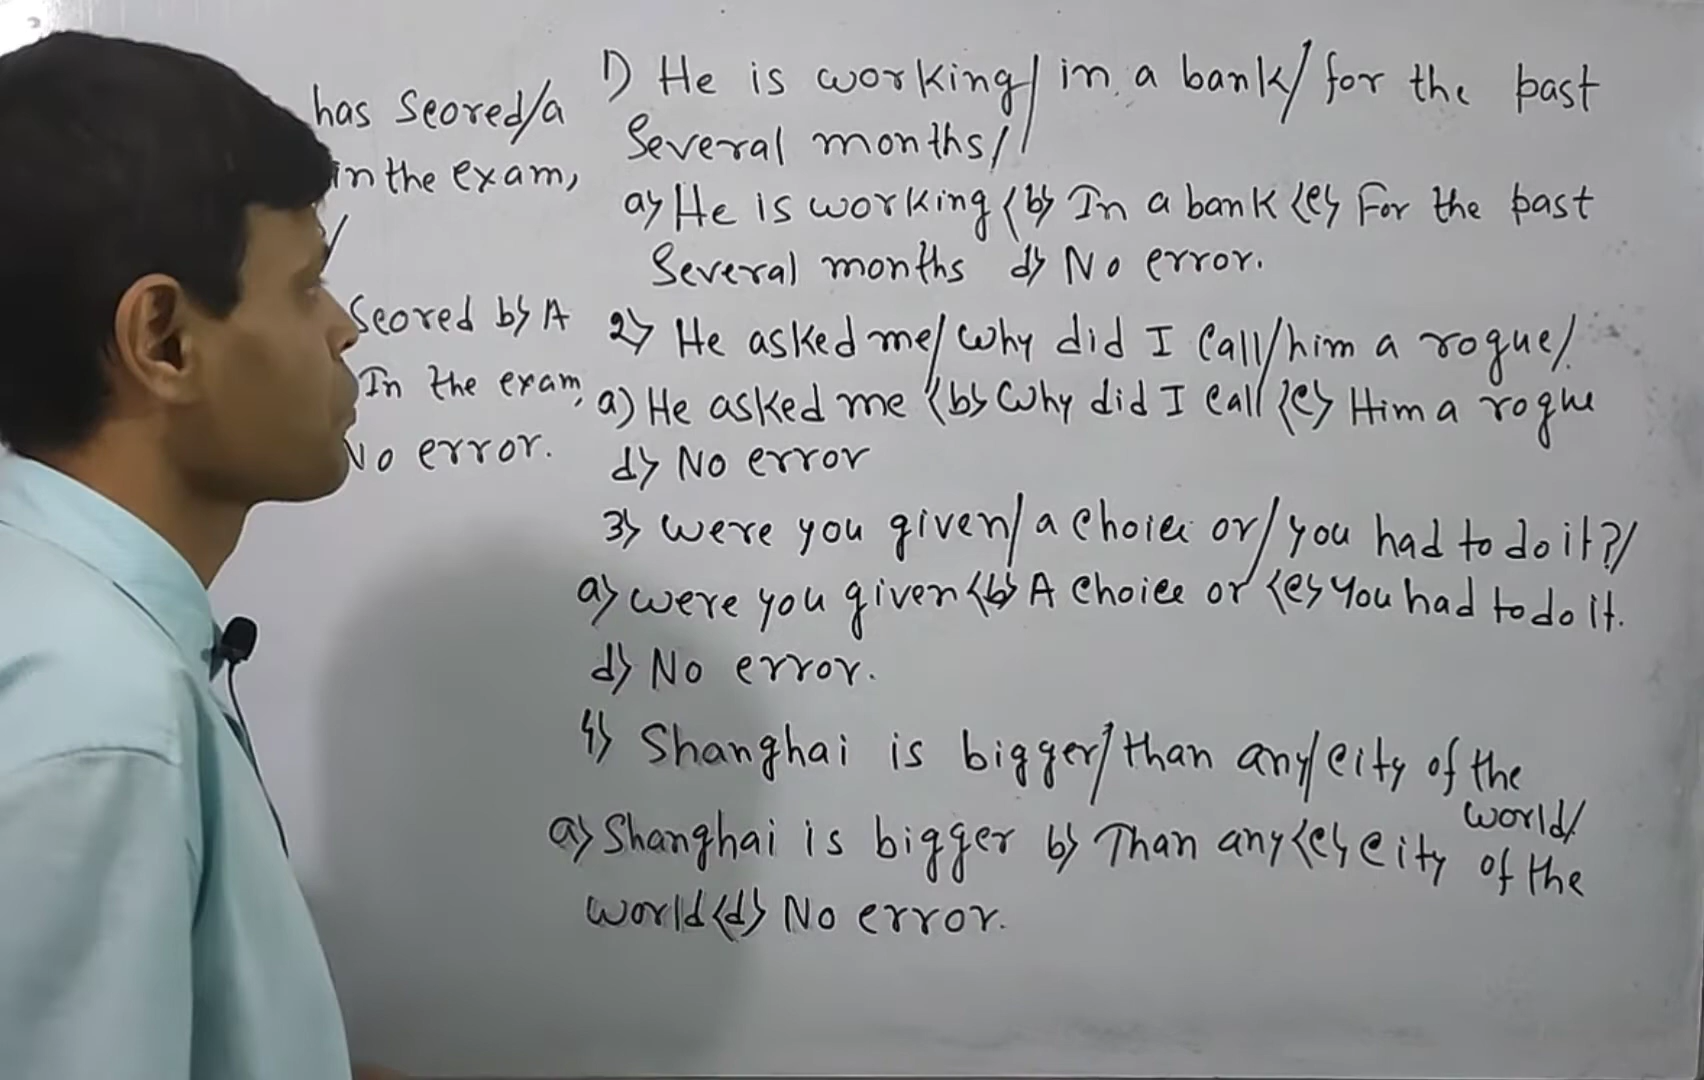 has Scored/a
in the exam,
/
Scored b) A
In the exam,
No error.
1) He is working/ in a bank/ for the past
Several months/
a) He is working (b) In a bank (c) For the past
Several months d) No error.
2) He asked me/ why did I Call/ him a rogue/.
a) He asked me (b) Why did I Call (c) Him a rogue
d) No error
3) Were you given/ a Choice or/ you had to do it?/
a) Were you given (b) A Choice or (c) You had to do it.
d) No error.
4) Shanghai is bigger/ than any/ City of the
world/.
a) Shanghai is bigger b) Than any (c) City of the
world (d) No error.